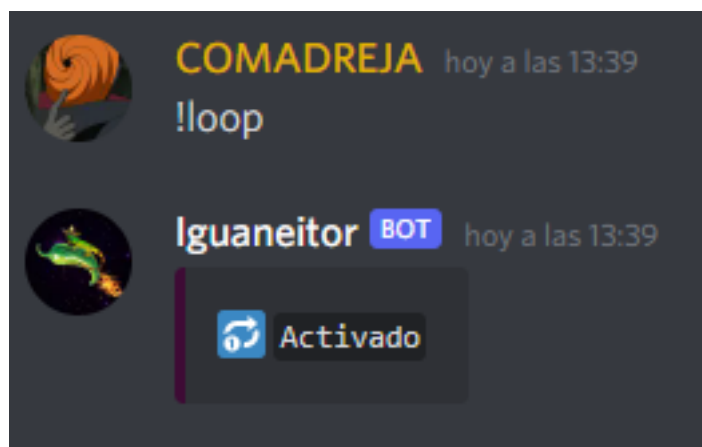 COMADREJA hoy a las 13:39
!loop
Iguaneitor BOT hoy a las 13:39
🔂 Activado